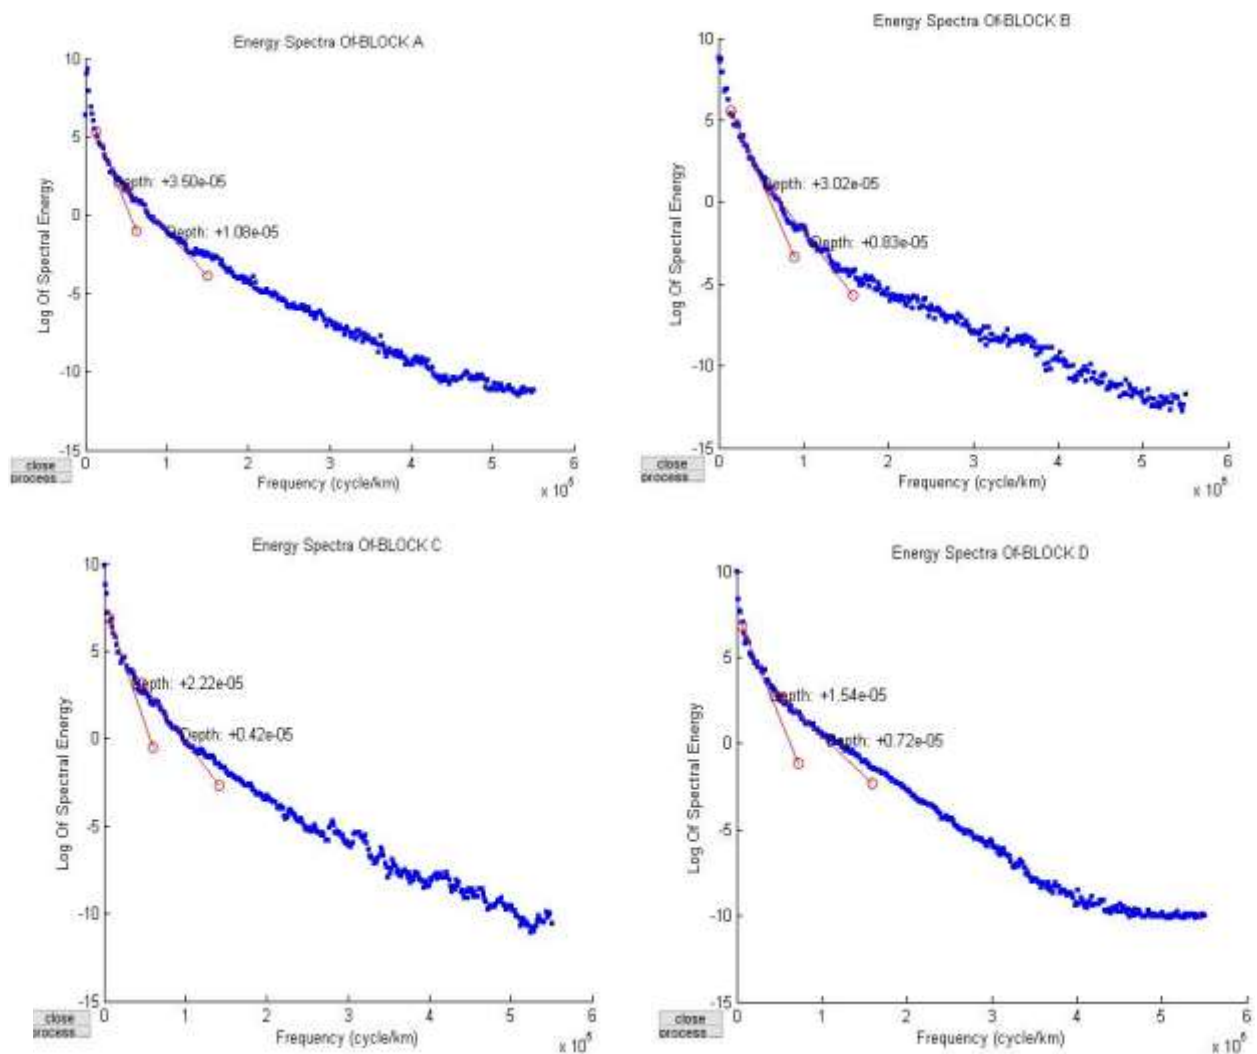 Energy Spectra Of-BLOCK A
10
5
0
-5
-10
-15
Log Of Spectral Energy
Depth: +3.50e-05
Depth: +1.08e-05
0 1 2 3 4 5 6
Frequency (cycle/km)
x 10
close
process ...
Energy Spectra Of-BLOCK B
10
5
0
-5
-10
-15
Log Of Spectral Energy
Depth: +3.02e-05
Depth: +0.83e-05
0 1 2 3 4 5 6
Frequency (cycle/km)
x 10
close
process ...
Energy Spectra Of-BLOCK C
10
5
0
-5
-10
-15
Log Of Spectral Energy
Depth: +2.22e-05
Depth: +0.42e-05
0 1 2 3 4 5 6
Frequency (cycle/km)
x 10
close
process ...
Energy Spectra Of-BLOCK D
10
5
0
-5
-10
-15
Log Of Spectral Energy
Depth: +1.54e-05
Depth: +0.72e-05
0 1 2 3 4 5 6
Frequency (cycle/km)
x 10
close
process ...